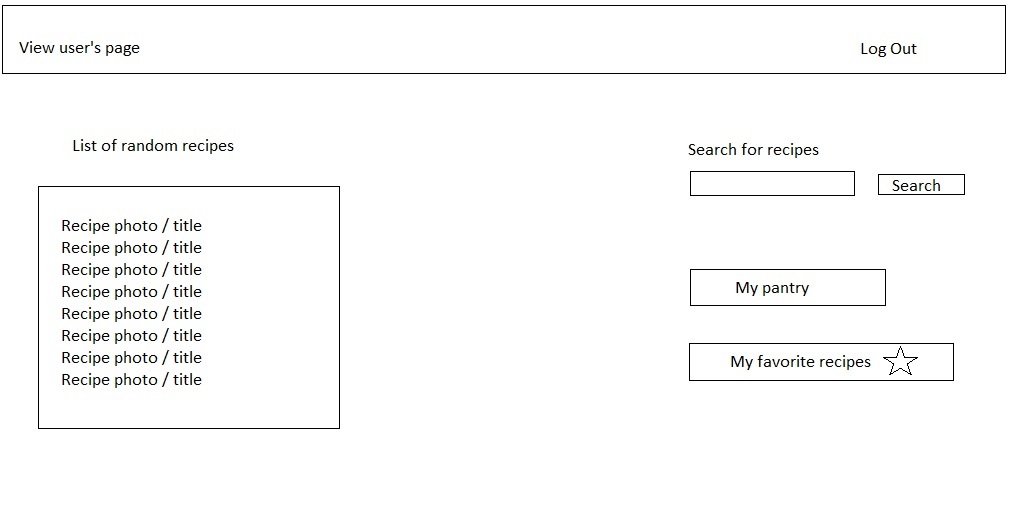 View user's page
Log Out
List of random recipes
Recipe photo / title
Recipe photo / title
Recipe photo / title
Recipe photo / title
Recipe photo / title
Recipe photo / title
Recipe photo / title
Recipe photo / title
Search for recipes
Search
My pantry
My favorite recipes